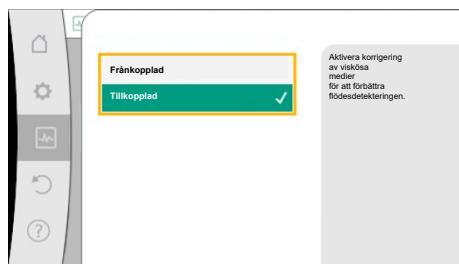 Frånkopplad
Tillkopplad
Aktivera korrigering
av viskösa
medier
för att förbättra
flödesdetekteringen.